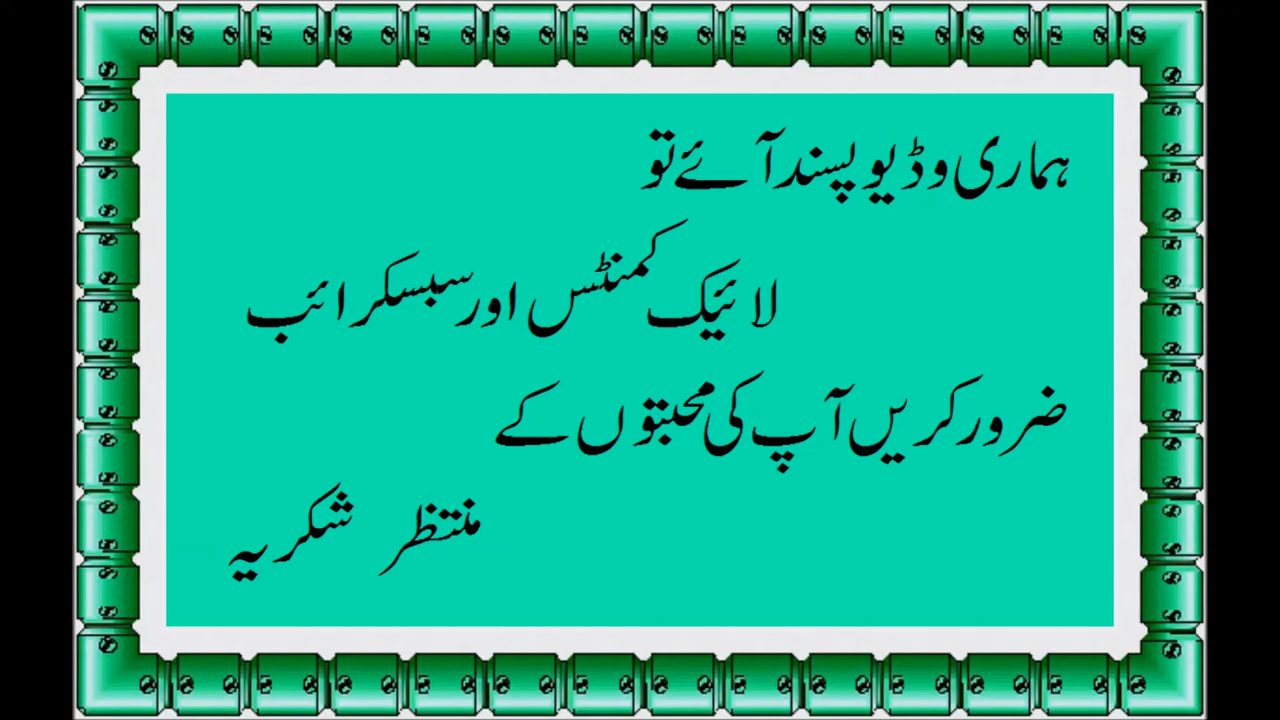 ہماری وڈیو پسند آئے تو
لائیک کمنٹس اور سبسکرائب
ضرور کریں آپ کی محبتوں کے
منتظر شکریہ